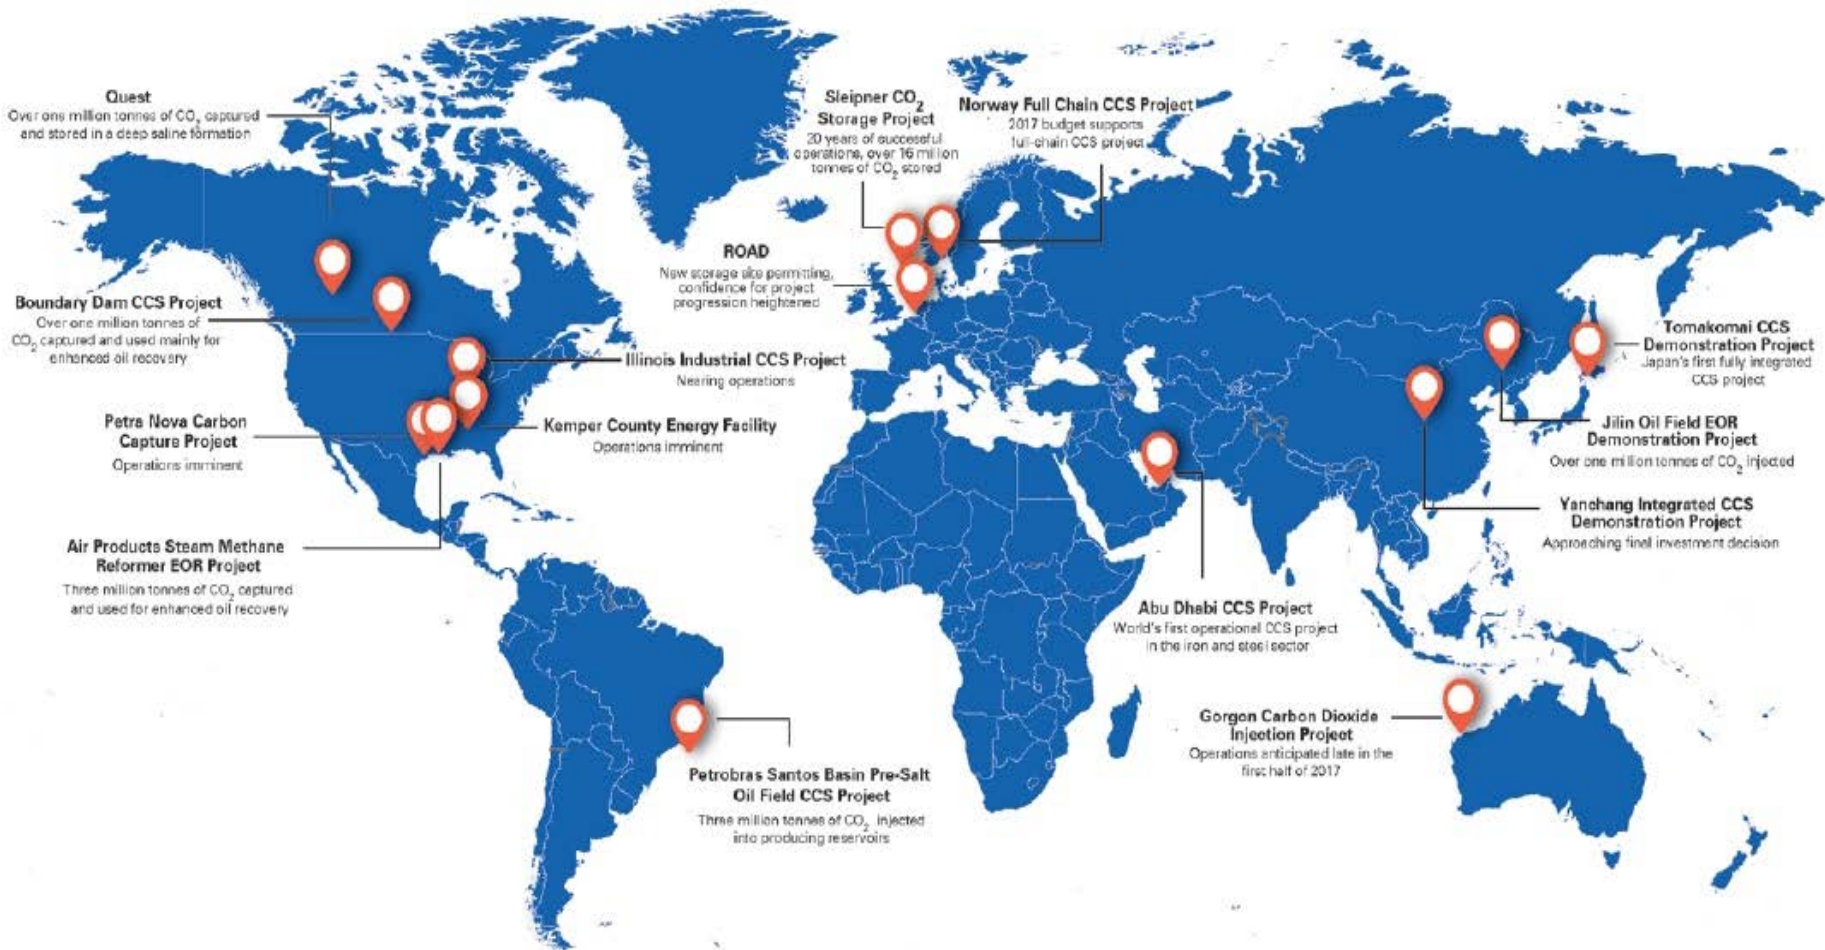 Quest
Over one million tonnes of CO2 captured
and stored in a deep saline formation
Boundary Dam CCS Project
Over one million tonnes of
CO2 captured and used mainly for
enhanced oil recovery
Petra Nova Carbon
Capture Project
Operations imminent
Air Products Steam Methane
Reformer EOR Project
Three million tonnes of CO2 captured
and used for enhanced oil recovery
Illinois Industrial CCS Project
Nearing operations
Kemper County Energy Facility
Operations imminent
Petrobras Santos Basin Pre-Salt
Oil Field CCS Project
Three million tonnes of CO2 injected
into producing reservoirs
Sleipner CO2
Storage Project
20 years of successful
operations, over 16 million
tonnes of CO2 stored
Norway Full Chain CCS Project
2017 budget supports
full-chain CCS project
ROAD
New storage site permitting,
confidence for project
progression heightened
Abu Dhabi CCS Project
World's first operational CCS project
in the iron and steel sector
Tomakomai CCS
Demonstration Project
Japan's first fully integrated
CCS project
Jilin Oil Field EOR
Demonstration Project
Over one million tonnes of CO2 injected
Yanchang Integrated CCS
Demonstration Project
Approaching final investment decision
Gorgon Carbon Dioxide
Injection Project
Operations anticipated late in the
first half of 2017